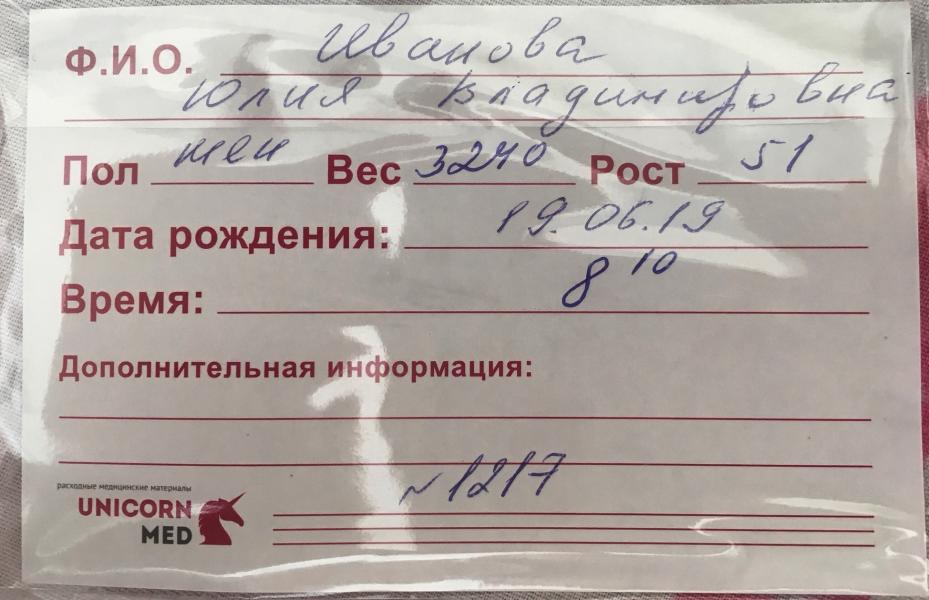 Ф.И.О. Иванова
Юлия Владимировна
Пол жен Вес 3240 Рост 51
Дата рождения: 19.06.19
Время: 8 10
Дополнительная информация:
N1217
расходные медицинские материалы
UNICORN
MED